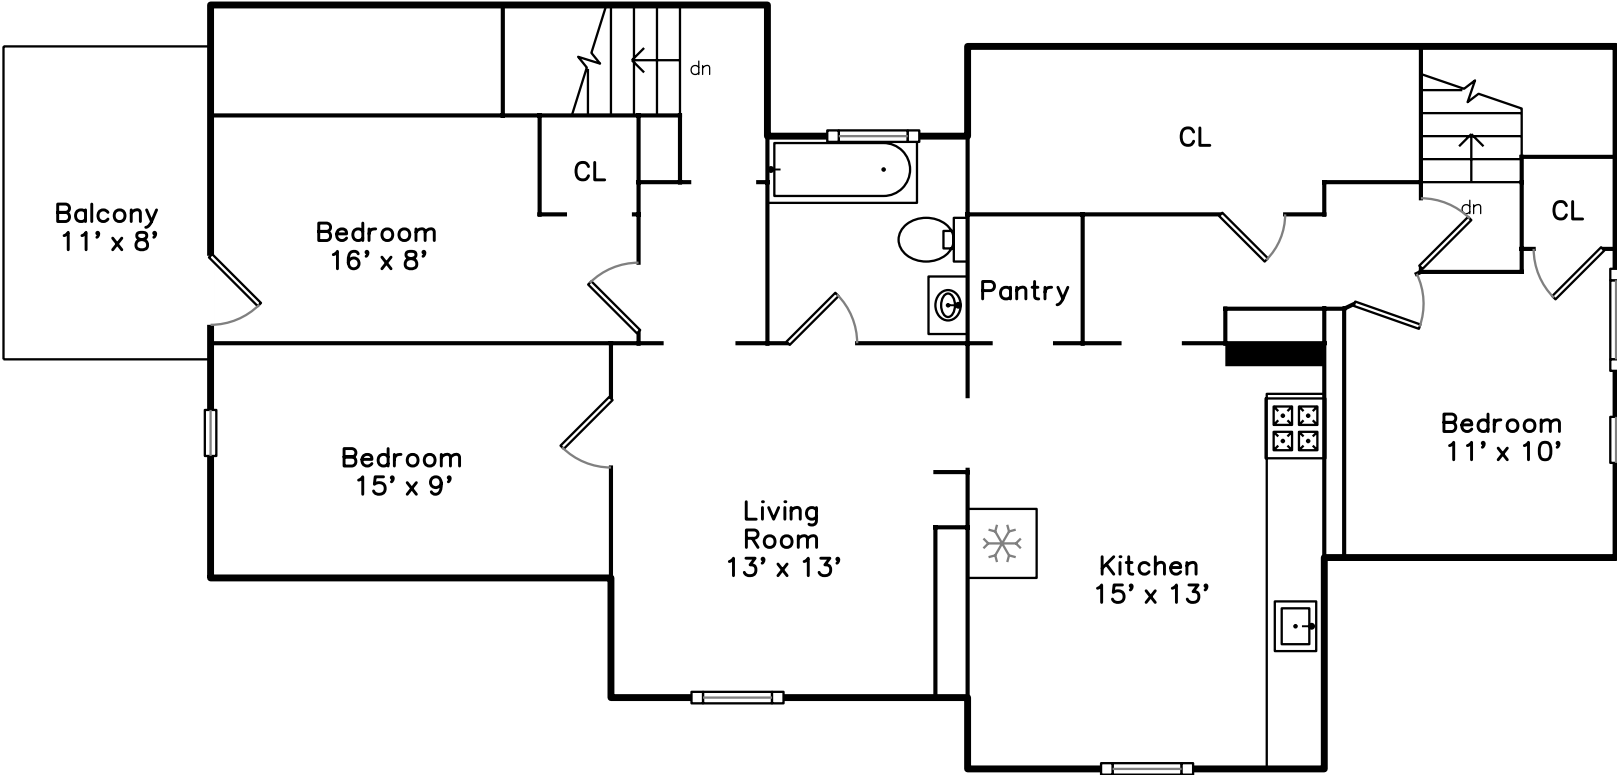 dn
CL
CL
Balcony
11' x 8'
Bedroom
16' x 8'
dn
CL
Pantry
Bedroom
15' x 9'
Living
Room
13' x 13'
Kitchen
15' x 13'
Bedroom
11' x 10'